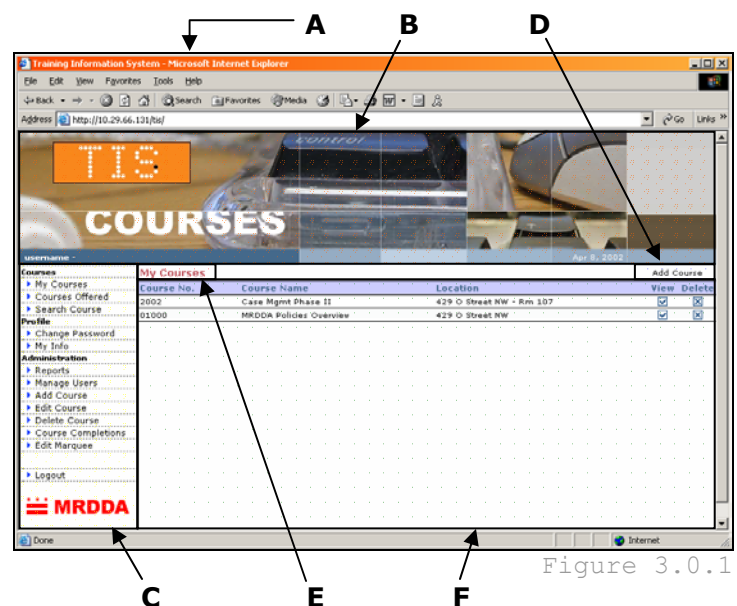 A B D
Training Information System - Microsoft Internet Explorer
File Edit View Favorites Tools Help
Back Search Favorites Media
Address http://10.29.66.131/tis/ Go Links »
control
TIS
COURSES
username - Apr 8, 2002
Courses
My Courses
Courses Offered
Search Course
Profile
Change Password
My Info
Administration
Reports
Manage Users
Add Course
Edit Course
Delete Course
Course Completions
Edit Marquee
Logout
MRDDA
My Courses Add Course
Course No. Course Name Location View Delete
2002 Case Mgmt Phase II 429 O Street NW - Rm 107
01000 MRDDA Policies Overview 429 O Street NW
Done Internet
Figure 3.0.1
C E F